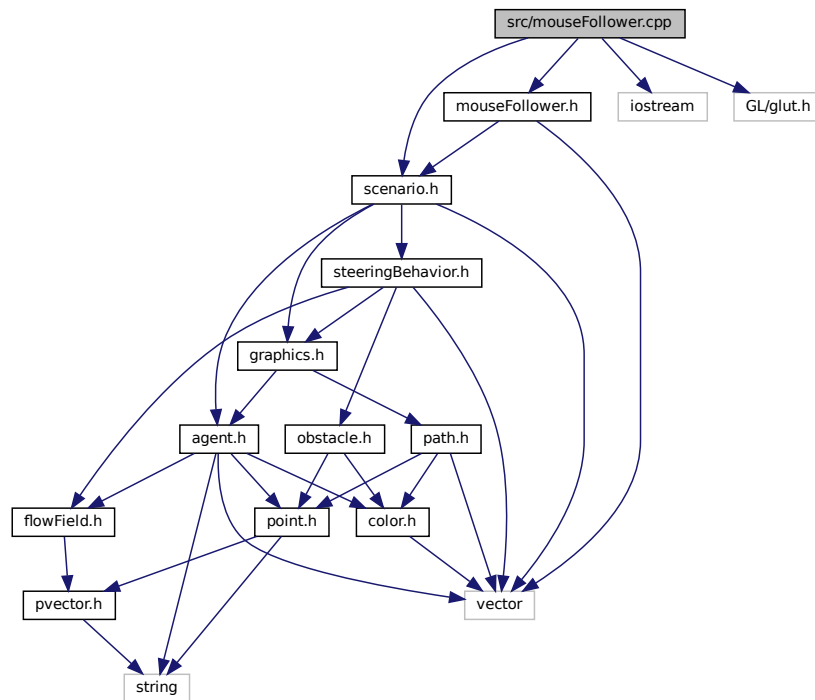 src/mouseFollower.cpp
mouseFollower.h
iostream
GL/glut.h
scenario.h
steeringBehavior.h
graphics.h
agent.h
obstacle.h
path.h
flowField.h
point.h
color.h
pvector.h
vector
string